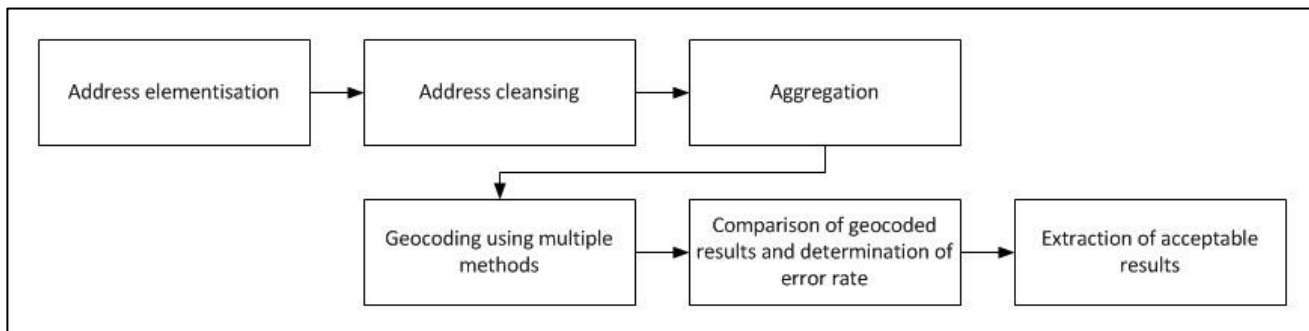 Address elementisation
Address cleansing
Aggregation
Geocoding using multiple
methods
Comparison of geocoded
results and determination of
error rate
Extraction of acceptable
results